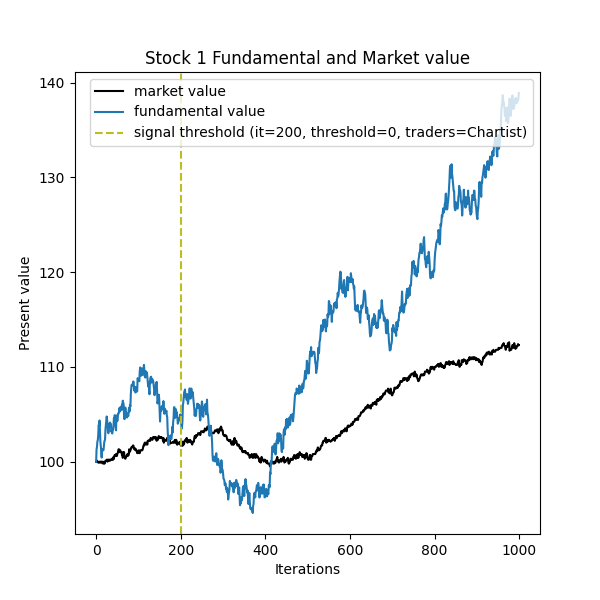 Stock 1 Fundamental and Market value
market value
fundamental value
signal threshold (it=200, threshold=0, traders=Chartist)
140
130
120
110
100
Present value
0 200 400 600 800 1000
Iterations